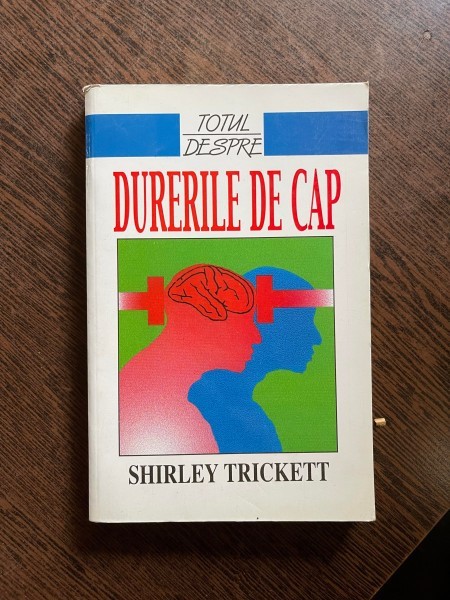 TOTUL
DESPRE
DURERILE DE CAP
SHIRLEY TRICKETT